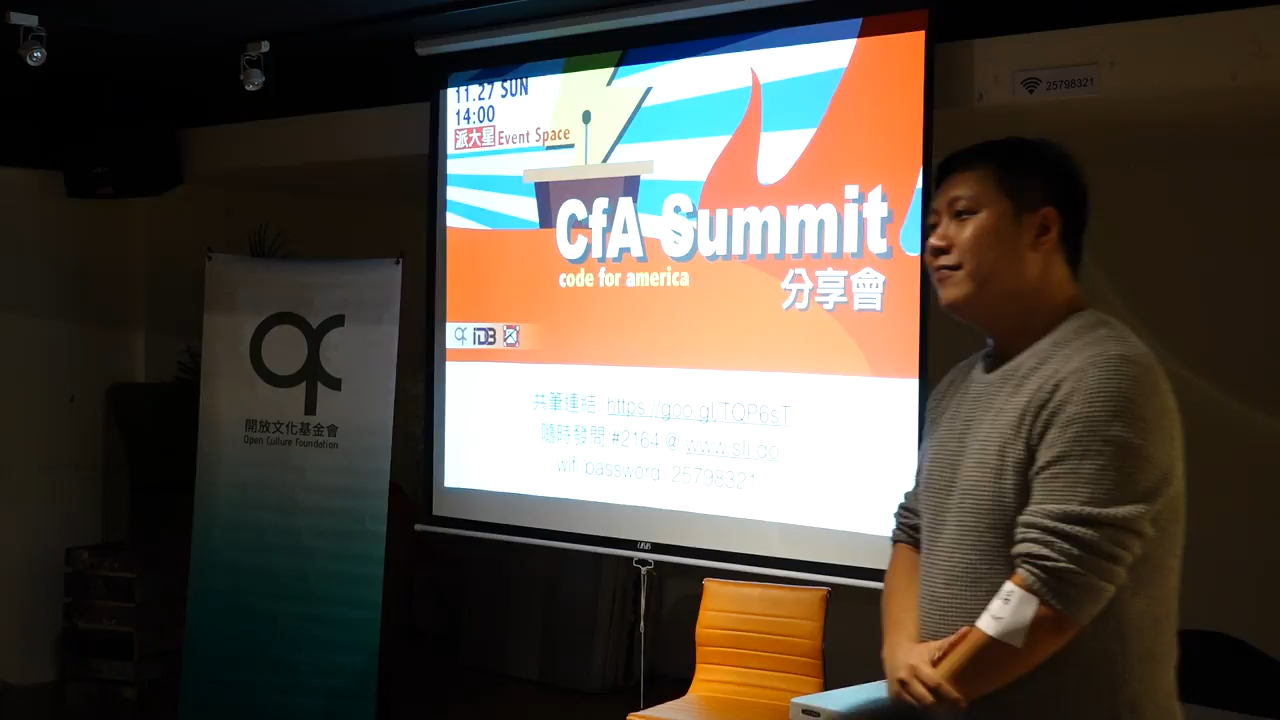 11.27 SUN
14:00
派大星 Event Space
CfA Summit
code for america
分享會
IDB
共筆連結: https://goo.gl/TQP6sT
隨時發問 #2164 @ www.sli.do
wifi password: 25798321
25798321
開放文化基金會
Open Culture Foundation